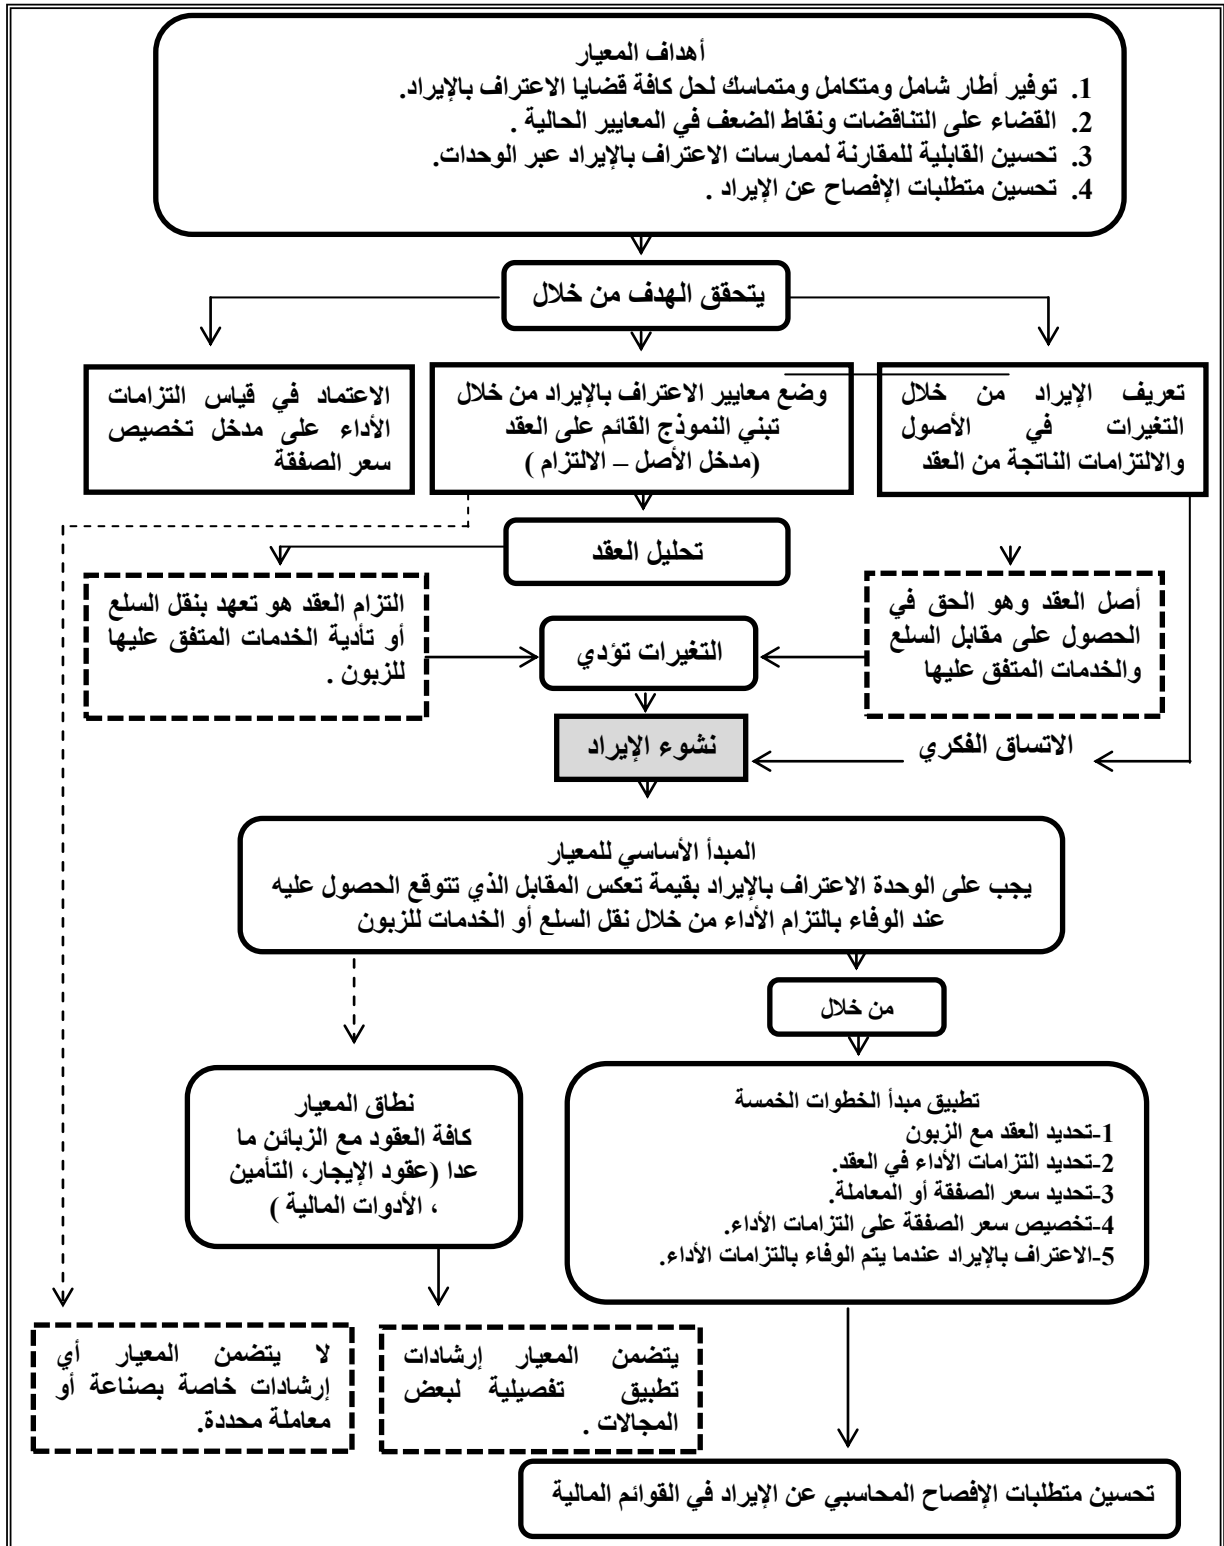 أهداف المعيار
1. توفير أطار شامل ومتكامل ومتماسك لحل كافة قضايا الاعتراف بالإيراد.
2. القضاء على التناقضات ونقاط الضعف في المعايير الحالية .
3. تحسين القابلية للمقارنة لممارسات الاعتراف بالإيراد عبر الوحدات.
4. تحسين متطلبات الإفصاح عن الإيراد .
يتحقق الهدف من خلال
تعريف الإيراد من خلال
التغيرات في الأصول
والالتزامات الناتجة من العقد
وضع معايير الاعتراف بالإيراد من خلال
تبني النموذج القائم على العقد
(مدخل الأصل – الالتزام )
الاعتماد في قياس التزامات
الأداء على مدخل تخصيص
سعر الصفقة
تحليل العقد
أصل العقد وهو الحق في
الحصول على مقابل السلع
والخدمات المتفق عليها
التزام العقد هو تعهد بنقل السلع
أو تأدية الخدمات المتفق عليها
للزبون .
التغيرات تؤدي
نشوء الإيراد
الاتساق الفكري
المبدأ الأساسي للمعيار
يجب على الوحدة الاعتراف بالإيراد بقيمة تعكس المقابل الذي تتوقع الحصول عليه
عند الوفاء بالتزام الأداء من خلال نقل السلع أو الخدمات للزبون
من خلال
تطبيق مبدأ الخطوات الخمسة
1-تحديد العقد مع الزبون
2-تحديد التزامات الأداء في العقد.
3-تحديد سعر الصفقة أو المعاملة.
4-تخصيص سعر الصفقة على التزامات الأداء.
5-الاعتراف بالإيراد عندما يتم الوفاء بالتزامات الأداء.
نطاق المعيار
كافة العقود مع الزبائن ما
عدا (عقود الإيجار، التأمين
، الأدوات المالية )
يتضمن المعيار إرشادات
تطبيق تفصيلية لبعض
المجالات .
لا يتضمن المعيار أي
إرشادات خاصة بصناعة أو
معاملة محددة.
تحسين متطلبات الإفصاح المحاسبي عن الإيراد في القوائم المالية